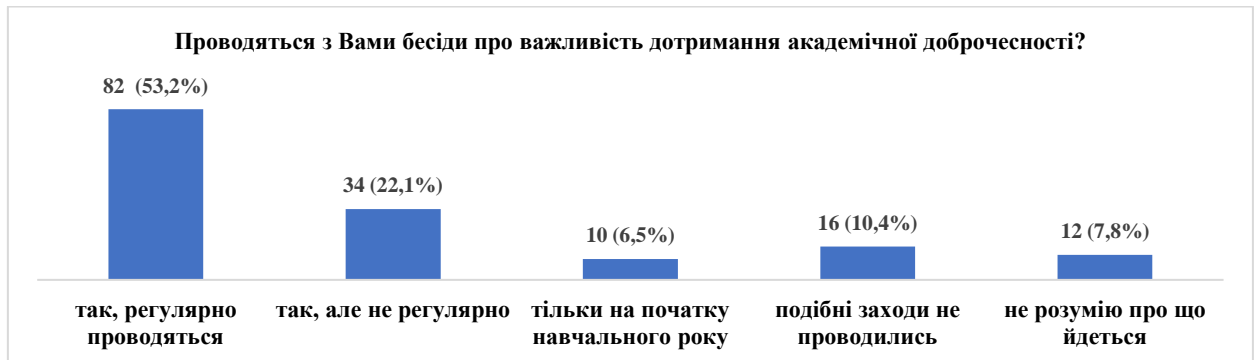 Проводяться з Вами бесіди про важливість дотримання академічної доброчесності?
82 (53,2%)
34 (22,1%)
10 (6,5%)
16 (10,4%)
12 (7,8%)
так, регулярно
проводяться
так, але не регулярно
тільки на початку
навчального року
подібні заходи не
проводились
не розумію про що
йдеться